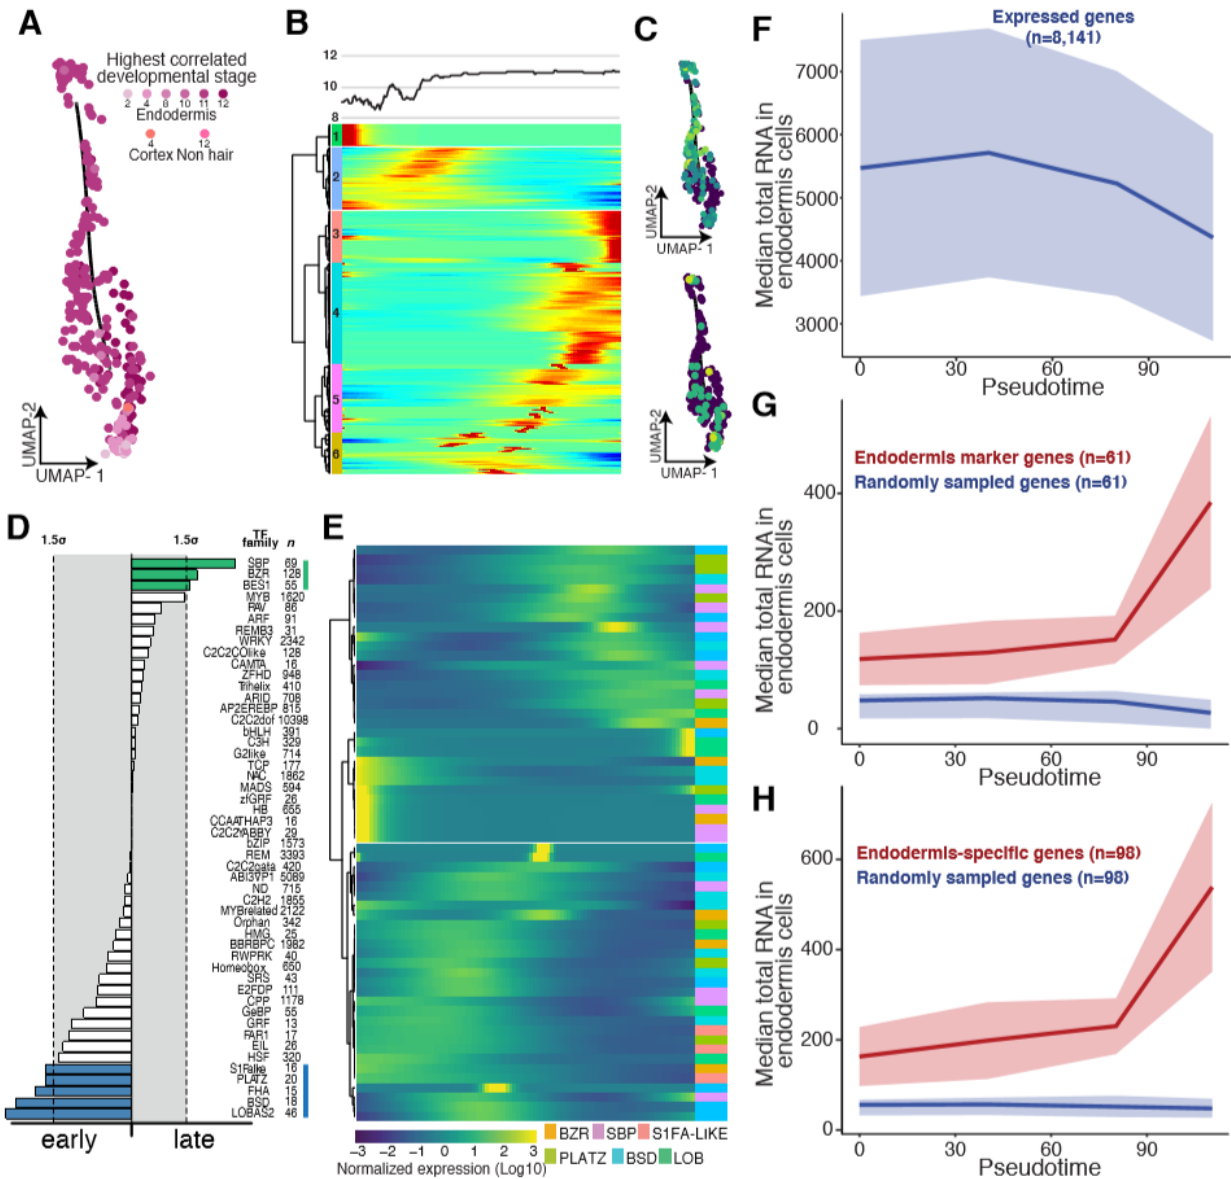 A
Highest correlated
developmental stage
2 4 8 10 11 12
Endodermis
4 12
Cortex Non hair
UMAP-2
UMAP- 1
B
12
10
8
1
2
3
4
5
6
C
UMAP-2
UMAP- 1
UMAP-2
UMAP- 1
D
1.5σ 1.5σ
TF
family n
SBP 69
BZR 128
BES1 55
MYB 1620
RAV 86
ARF 91
REMB3 31
WRKY 2342
C2C2COlike 128
CAMTA 16
ZFHD 948
Trihelix 410
ARID 708
AP2EREBP 815
C2C2dof 10398
bHLH 391
C3H 329
G2like 714
TCP 177
NAC 1862
MADS 594
zfGRF 26
HB 655
CCAATHAP3 16
C2C2YABBY 29
bZIP 1573
REM 3393
C2C2gata 420
ABI3VP1 5089
ND 715
C2H2 1855
MYBrelated 2122
Orphan 342
HMG 25
BBRBPC 1982
RWPRK 40
Homeobox 650
SRS 43
E2FDP 111
CPP 1178
GeBP 55
GRF 13
FAR1 17
EIL 26
HSF 320
S1Falke 16
PLATZ 20
FHA 15
BSD 18
LOBAS2 46
early late
E
−3 −2 −1 0 1 2 3
Normalized expression (Log10)
BZR SBP S1FA-LIKE
PLATZ BSD LOB
F
Expressed genes
(n=8,141)
Median total RNA in
endodermis cells
7000
6000
5000
4000
3000
0 30 60 90
Pseudotime
G
Endodermis marker genes (n=61)
Randomly sampled genes (n=61)
Median total RNA in
endodermis cells
400
200
0
0 30 60 90
Pseudotime
H
Endodermis-specific genes (n=98)
Randomly sampled genes (n=98)
Median total RNA in
endodermis cells
600
400
200
0
0 30 60 90
Pseudotime